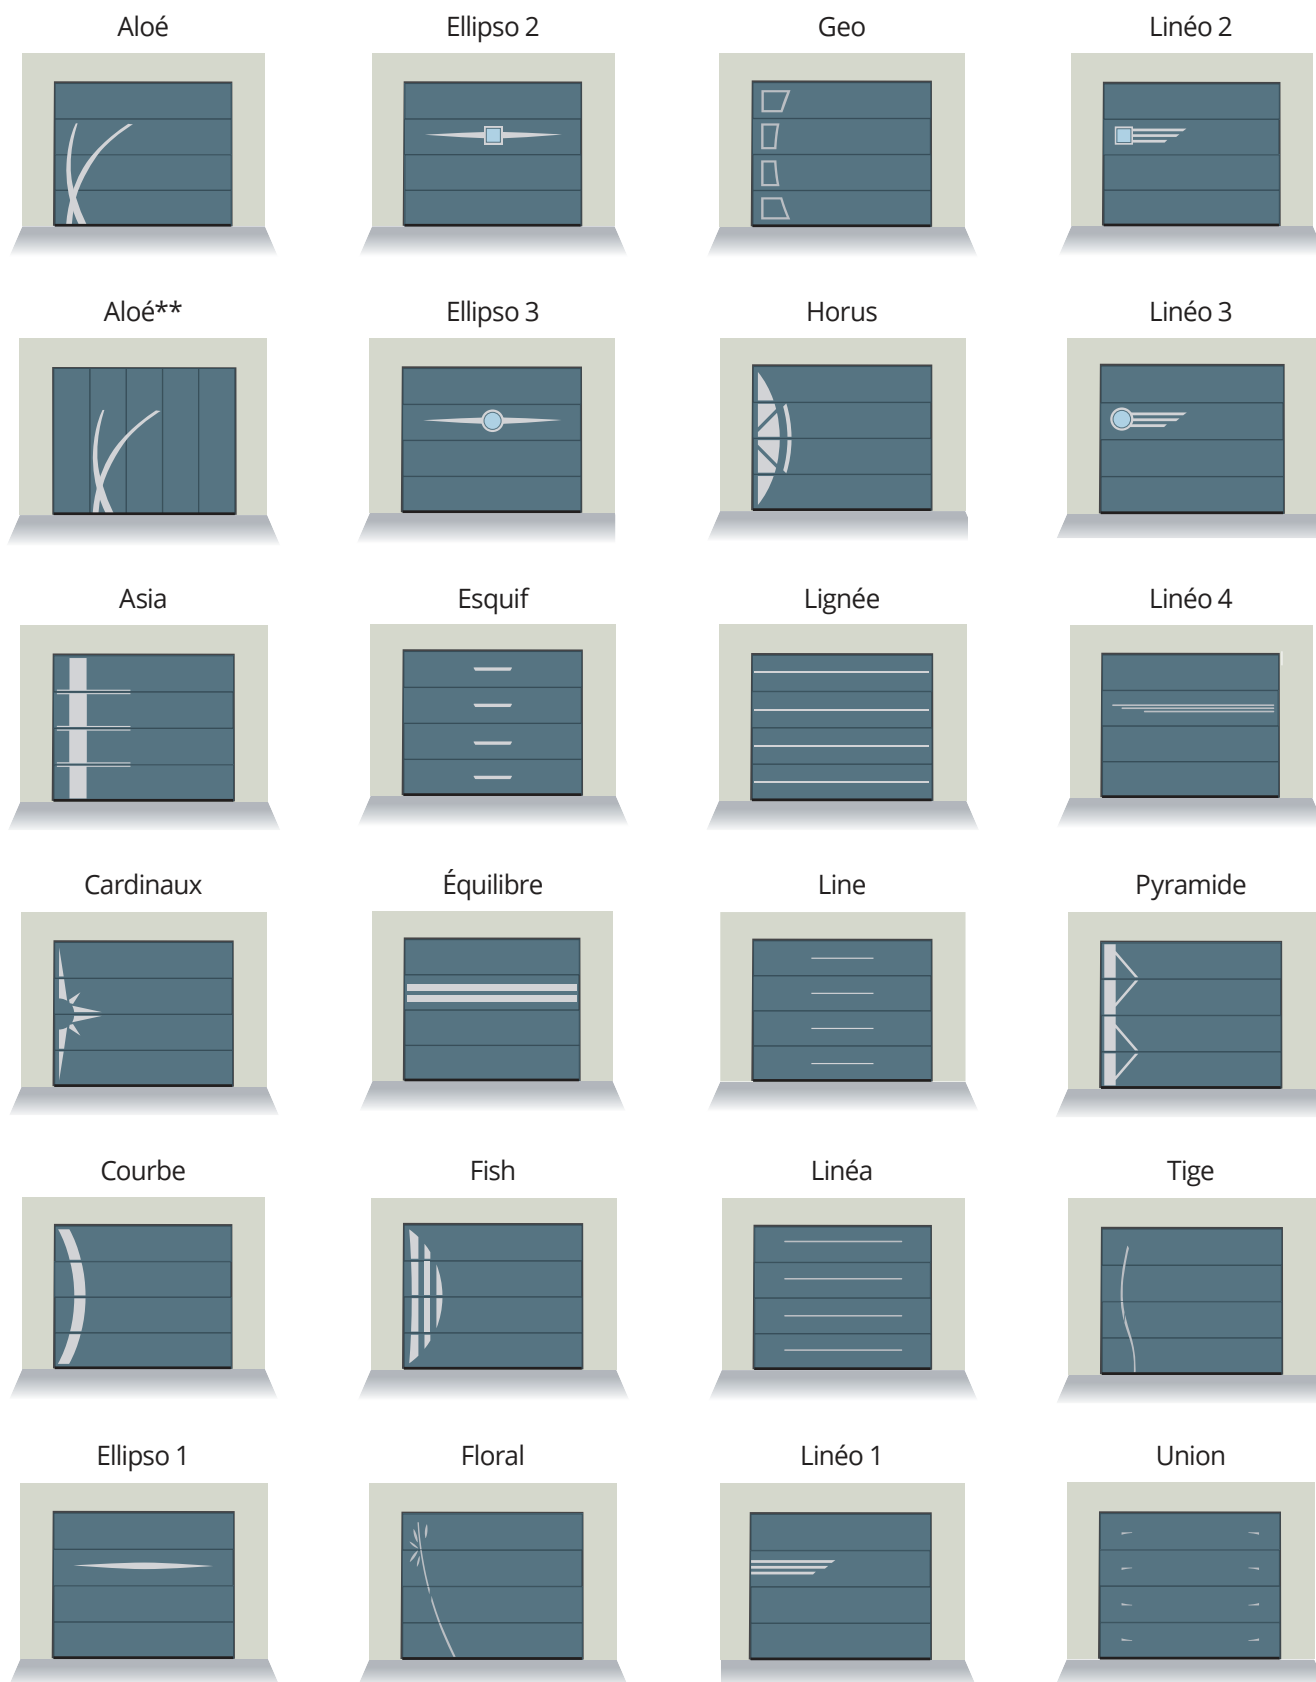 Aloé
Ellipso 2
Geo
Linéo 2
Aloé**
Ellipso 3
Horus
Linéo 3
Asia
Esquif
Lignée
Linéo 4
Cardinaux
Équilibre
Line
Pyramide
Courbe
Fish
Linéa
Tige
Ellipso 1
Floral
Linéo 1
Union